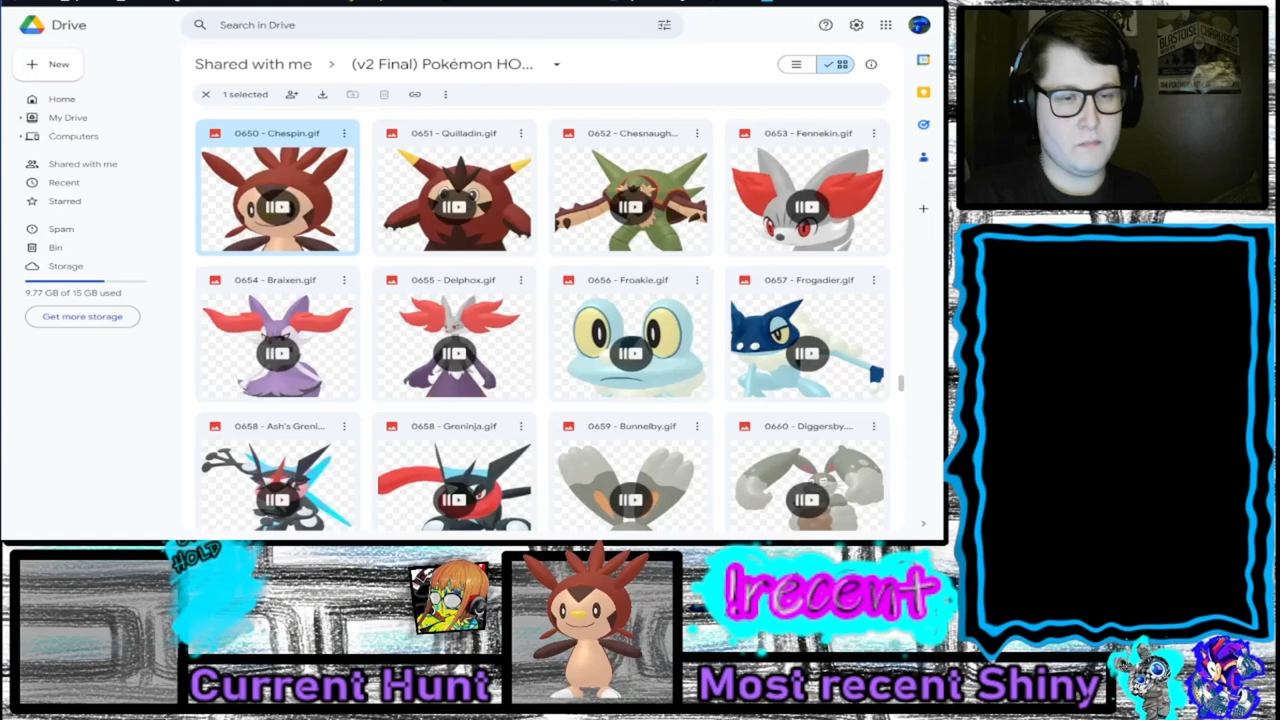 Drive
Search in Drive
New
Home
My Drive
Computers
Shared with me
Recent
Starred
Spam
Bin
Storage
9.77 GB of 15 GB used
Get more storage
Shared with me
(v2 Final) Pokémon HO...
1 selected
0650 - Chespin.gif
0651 - Quilladin.gif
0652 - Chesnaugh...
0653 - Fennekin.gif
0654 - Braixen.gif
0655 - Delphox.gif
0656 - Froakie.gif
0657 - Frogadier.gif
0658 - Ash's Greni...
0658 - Greninja.gif
0659 - Bunnelby.gif
0660 - Diggersby....
BLASTOISE
HOLD
Current Hunt
!recent
Most recent Shiny